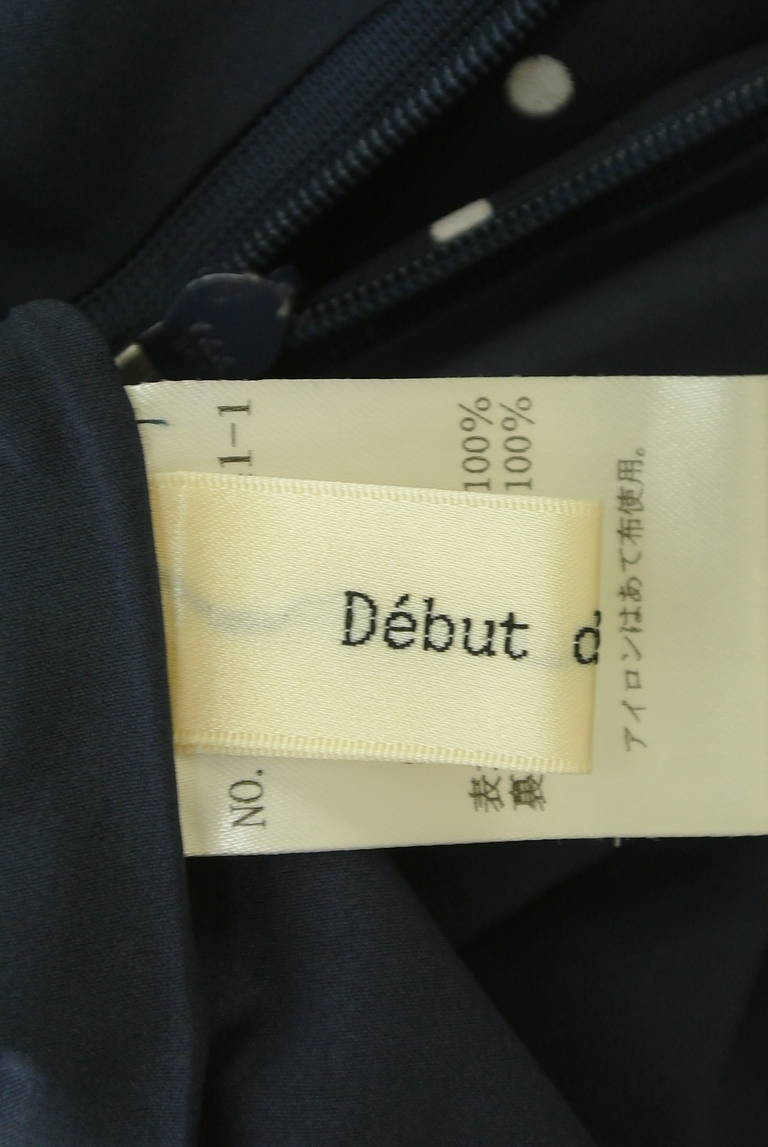 Début d
NO. 1-1
表 100%
裏 100%
アイロンはあて布使用。